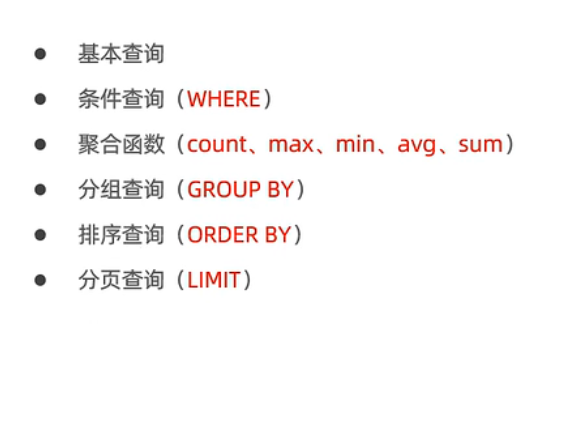 ● 基本查询
● 条件查询（WHERE）
● 聚合函数（count、max、min、avg、sum）
● 分组查询（GROUP BY）
● 排序查询（ORDER BY）
● 分页查询（LIMIT）